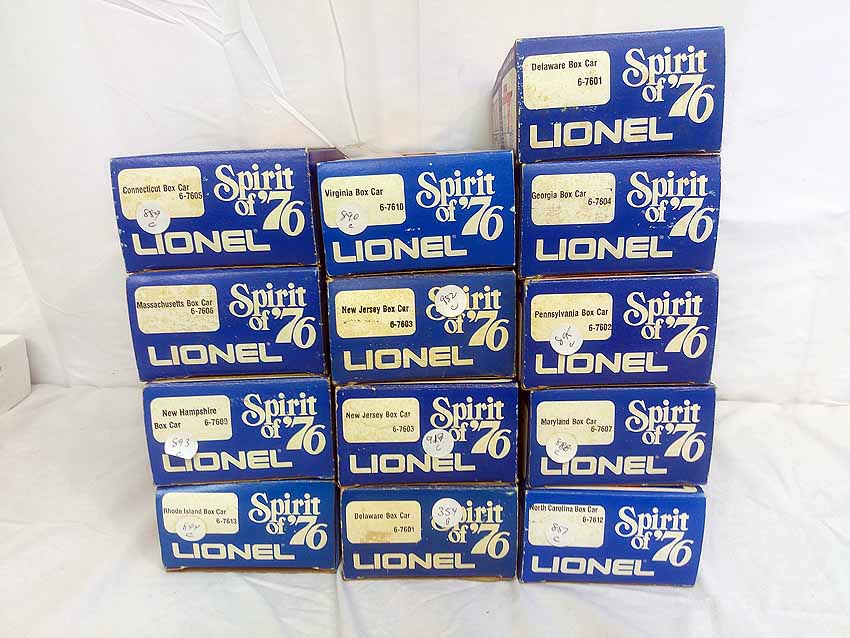 Delaware Box Car
6-7601
Spirit
of '76
LIONEL
Connecticut Box Car
6-7605
889
C
Spirit
of '76
LIONEL
Virginia Box Car
6-7610
890
C
Spirit
of '76
LIONEL
Georgia Box Car
6-7604
Spirit
of '76
LIONEL
Massachusetts Box Car
6-7606
Spirit
of '76
LIONEL
New Jersey Box Car
6-7603
982
Spirit
of '76
LIONEL
Pennsylvania Box Car
6-7602
C
Spirit
of '76
LIONEL
New Hampshire
Box Car 6-7609
893
C
Spirit
of '76
LIONEL
New Jersey Box Car
6-7603
C
Spirit
of '76
LIONEL
Maryland Box Car
6-7607
C
Spirit
of '76
LIONEL
Rhode Island Box Car
6-7613
C
Spirit
of '76
LIONEL
Delaware Box Car
6-7601
354
Spirit
of '76
LIONEL
North Carolina Box Car
6-7612
887
C
Spirit
of '76
LIONEL